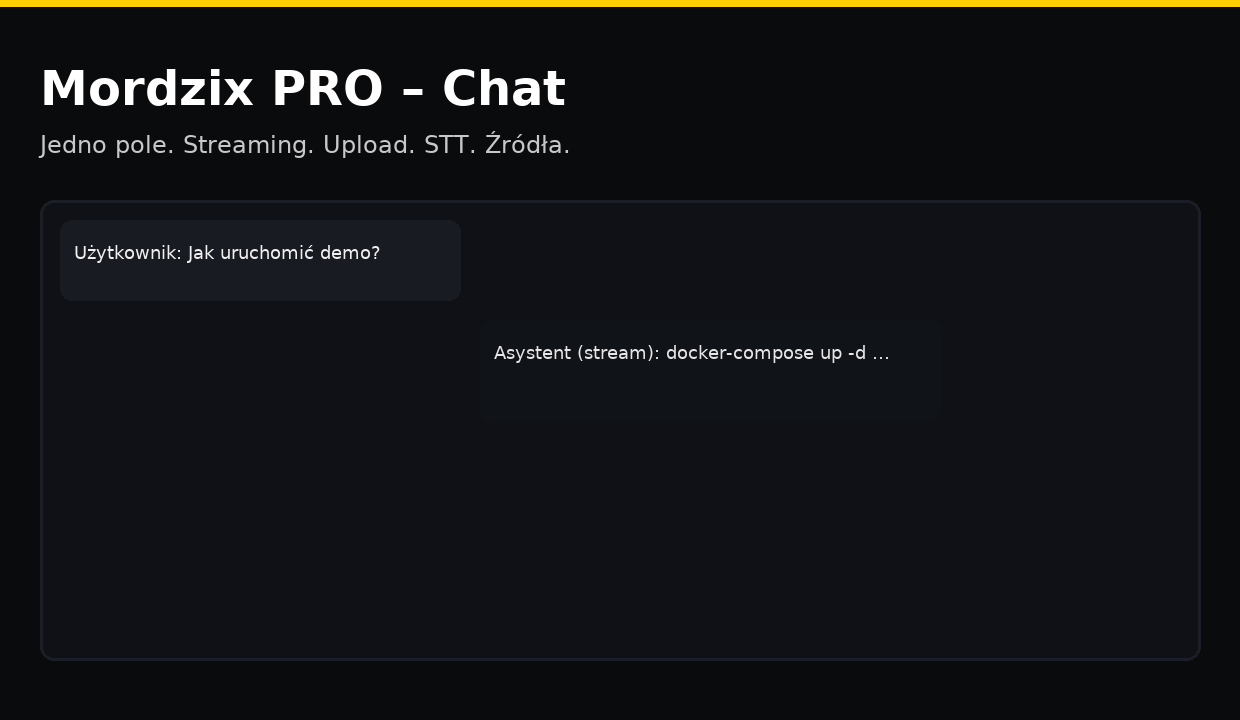 Mordzix PRO – Chat
Jedno pole. Streaming. Upload. STT. Źródła.
Użytkownik: Jak uruchomić demo?
Asystent (stream): docker-compose up -d …